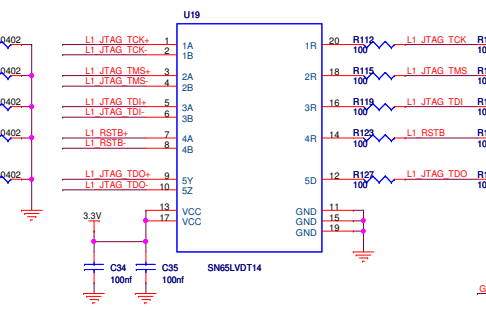 U19
0402
L1_JTAG_TCK+ 1 1A 1R 20 R112 100 L1_JTAG_TCK
L1_JTAG_TCK- 2 1B
0402
L1_JTAG_TMS+ 3 2A 2R 18 R115 100 L1_JTAG_TMS
L1_JTAG_TMS- 4 2B
0402
L1_JTAG_TDI+ 5 3A 3R 16 R119 100 L1_JTAG_TDI
L1_JTAG_TDI- 6 3B
0402
L1_RSTB+ 7 4A 4R 14 R123 100 L1_RSTB
L1_RSTB- 8 4B
0402
L1_JTAG_TDO+ 9 5Y 5D 12 R127 100 L1_JTAG_TDO
L1_JTAG_TDO- 10 5Z
13 VCC GND 11
3.3V 17 VCC GND 15
GND 19
C34 C35 SN65LVDT14
100nf 100nf